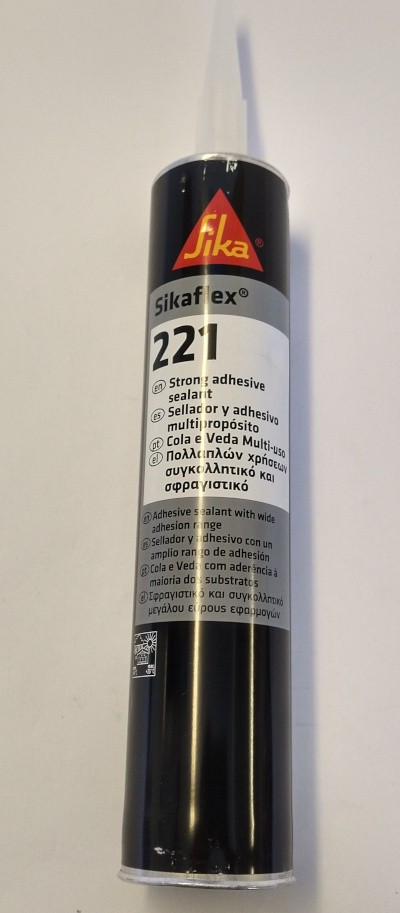 Sika®
Sikaflex®
221
en Strong adhesive
sealant
es Sellador y adhesivo
multipropósito
pt Cola e Veda Multi-uso
el Πολλαπλών χρήσεων
συγκολλητικό και
σφραγιστικό
en Adhesive sealant with wide
adhesion range
es Sellador y adhesivo con un
amplio rango de adhesión
pt Cola e Veda com aderência à
maioria dos substratos
el Σφραγιστικό και συγκολλητικό
μεγάλου εύρους εφαρμογών